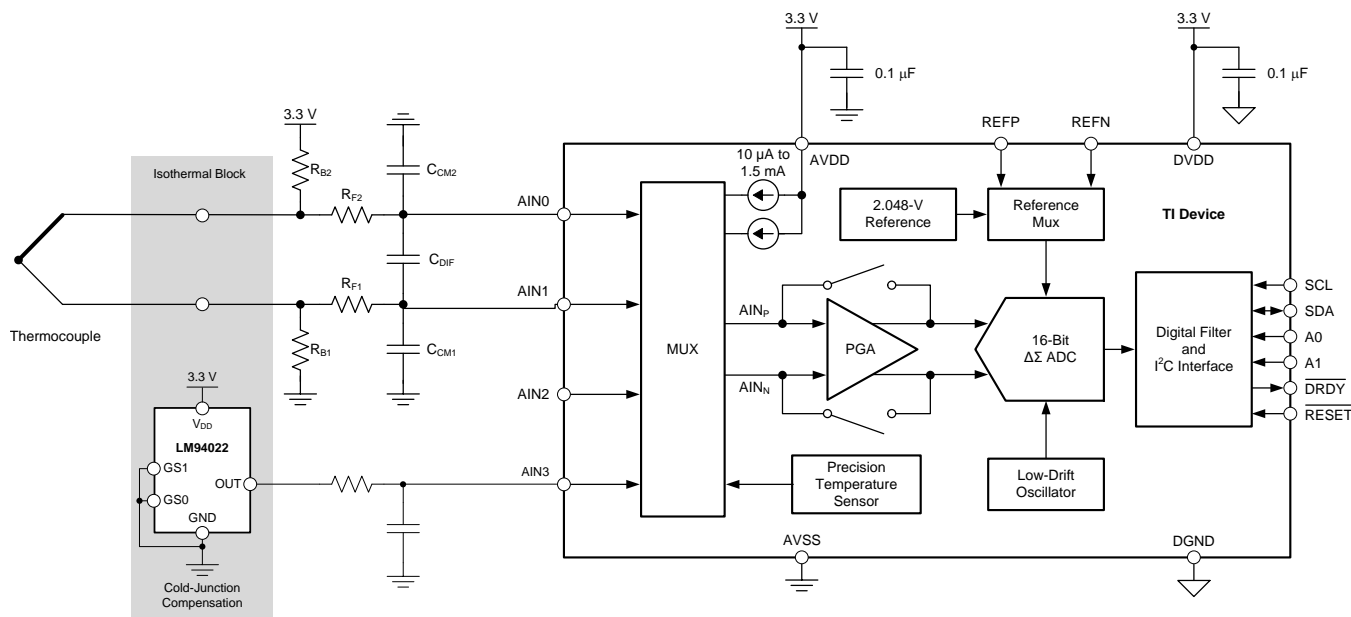 3.3 V
0.1 μF
3.3 V
0.1 μF
3.3 V
Isothermal Block
R_B2
R_F2
C_CM2
AIN0
C_DIF
R_F1
AIN1
C_CM1
R_B1
Thermocouple
3.3 V
V_DD
LM94022
GS1
GS0
OUT
GND
Cold-Junction
Compensation
AIN2
AIN3
MUX
10 μA to
1.5 mA
AVDD
REFP
REFN
DVDD
2.048-V
Reference
Reference
Mux
TI Device
AIN_P
AIN_N
PGA
16-Bit
ΔΣ ADC
Digital Filter
and
I²C Interface
SCL
SDA
A0
A1
DRDY
RESET
Precision
Temperature
Sensor
Low-Drift
Oscillator
AVSS
DGND